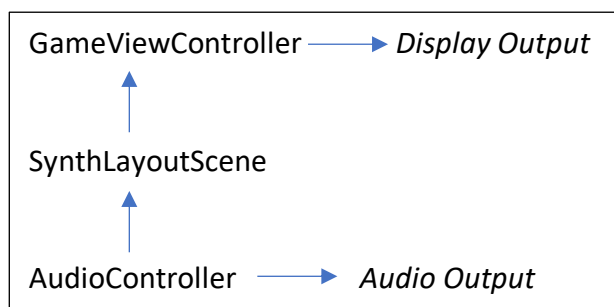 GameViewController Display Output
SynthLayoutScene
AudioController Audio Output